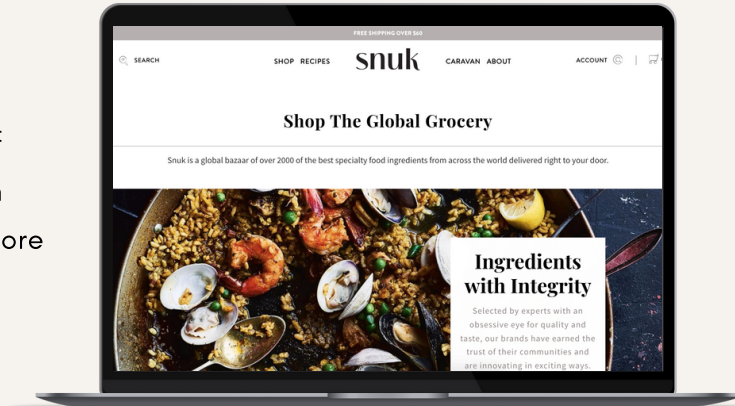 FREE SHIPPING OVER $60
SEARCH
SHOP RECIPES
snuk
CARAVAN ABOUT
ACCOUNT
Shop The Global Grocery
Snuk is a global bazaar of over 2000 of the best specialty food ingredients from across the world delivered right to your door.
ore
Ingredients
with Integrity
Selected by experts with an
obsessive eye for quality and
taste, our brands have earned the
trust of their communities and
are innovating in exciting ways.